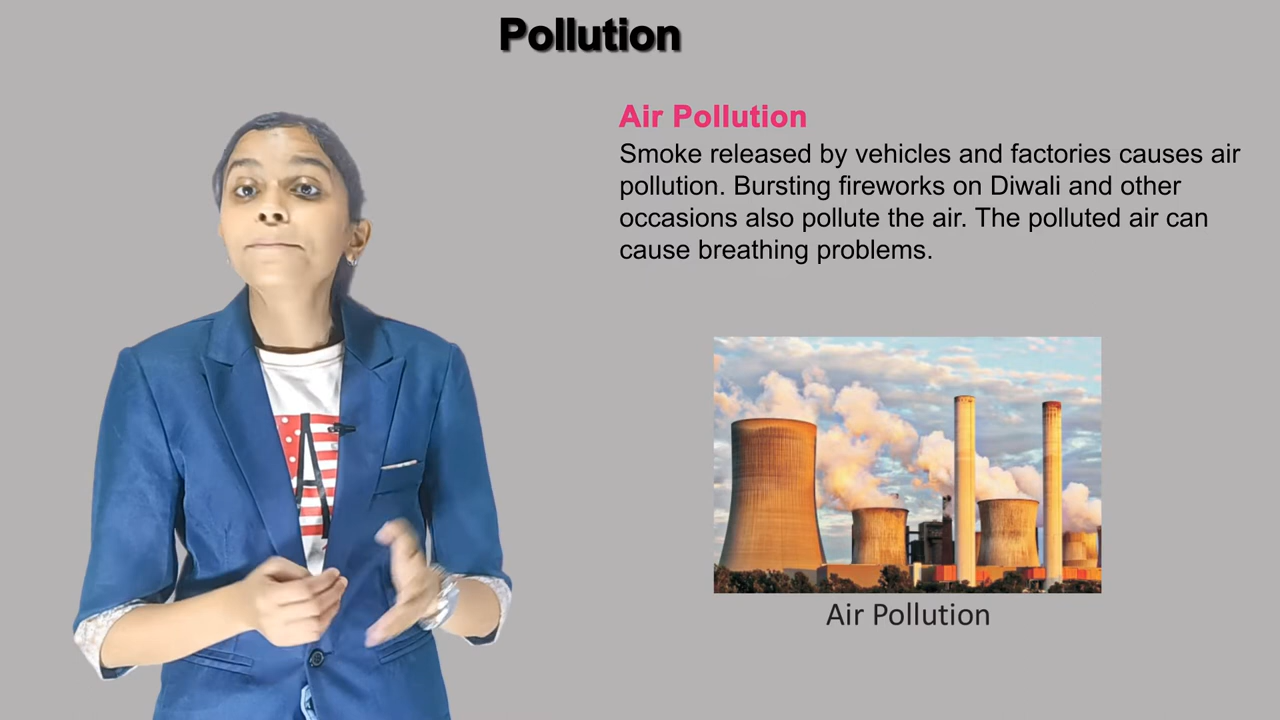 Pollution
Air Pollution
Smoke released by vehicles and factories causes air
pollution. Bursting fireworks on Diwali and other
occasions also pollute the air. The polluted air can
cause breathing problems.
A
Air Pollution